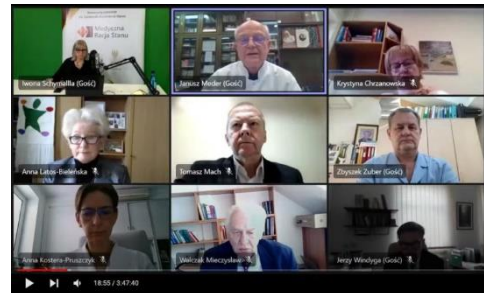 Medyczna
Racja Stanu
Iwona Schymalla (Gość)
Janusz Meder (Gość)
Krystyna Chrzanowska
Anna Latos-Bieleńska
Tomasz Mach
Zbyszek Zuber (Gość)
Anna Kostera-Pruszczyk
Walczak Mieczysław
Jerzy Windyga (Gość)
18:55 / 3:47:40